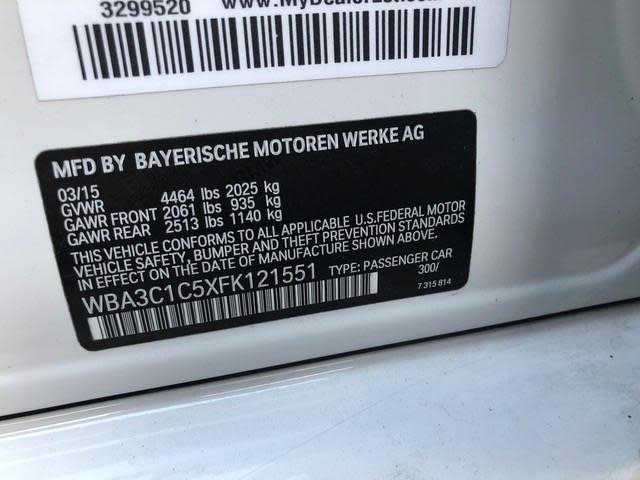 3299520
MFD BY BAYERISCHE MOTOREN WERKE AG
03/15
GVWR 4464 lbs 2025 kg
GAWR FRONT 2061 lbs 935 kg
GAWR REAR 2513 lbs 1140 kg
THIS VEHICLE CONFORMS TO ALL APPLICABLE U.S.FEDERAL MOTOR
VEHICLE SAFETY, BUMPER AND THEFT PREVENTION STANDARDS
IN EFFECT ON THE DATE OF MANUFACTURE SHOWN ABOVE.
WBA3C1C5XFK121551 TYPE: PASSENGER CAR
300/
7 315 814